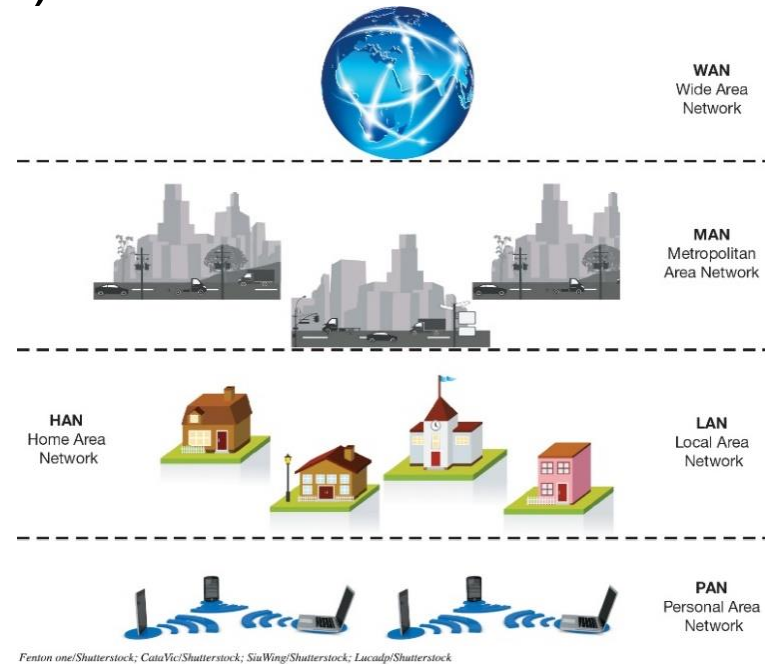 )
WAN
Wide Area
Network
MAN
Metropolitan
Area Network
HAN
Home Area
Network
LAN
Local Area
Network
PAN
Personal Area
Network
Fenton one/Shutterstock; CataVic/Shutterstock; SiuWing/Shutterstock; Lucadp/Shutterstock